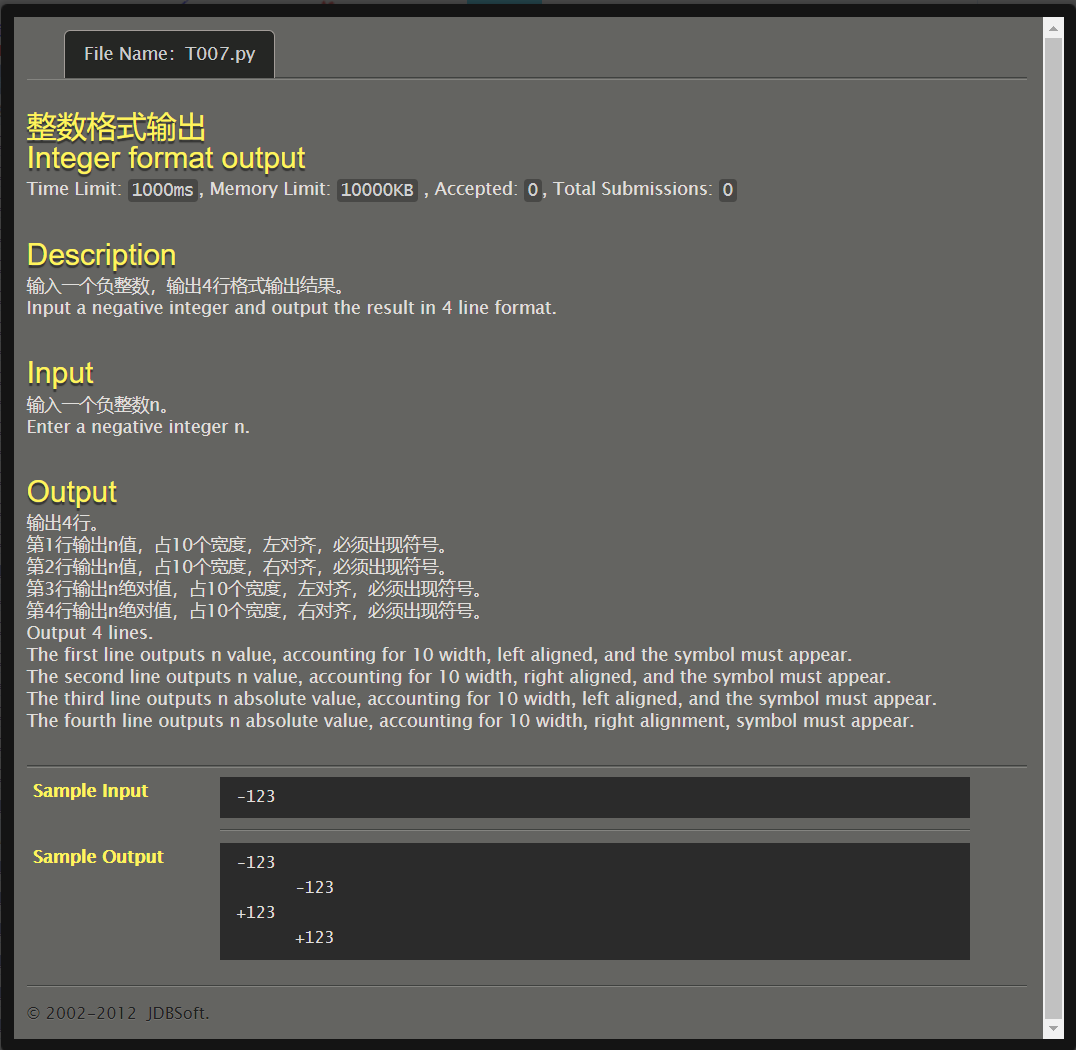 File Name：T007.py
整数格式输出
Integer format output
Time Limit: 1000ms, Memory Limit: 10000KB , Accepted: 0, Total Submissions: 0
Description
输入一个负整数，输出4行格式输出结果。
Input a negative integer and output the result in 4 line format.
Input
输入一个负整数n。
Enter a negative integer n.
Output
输出4行。
第1行输出n值，占10个宽度，左对齐，必须出现符号。
第2行输出n值，占10个宽度，右对齐，必须出现符号。
第3行输出n绝对值，占10个宽度，左对齐，必须出现符号。
第4行输出n绝对值，占10个宽度，右对齐，必须出现符号。
Output 4 lines.
The first line outputs n value, accounting for 10 width, left aligned, and the symbol must appear.
The second line outputs n value, accounting for 10 width, right aligned, and the symbol must appear.
The third line outputs n absolute value, accounting for 10 width, left aligned, and the symbol must appear.
The fourth line outputs n absolute value, accounting for 10 width, right alignment, symbol must appear.
Sample Input
-123
Sample Output
-123
      -123
+123
      +123
© 2002-2012 JDBSoft.